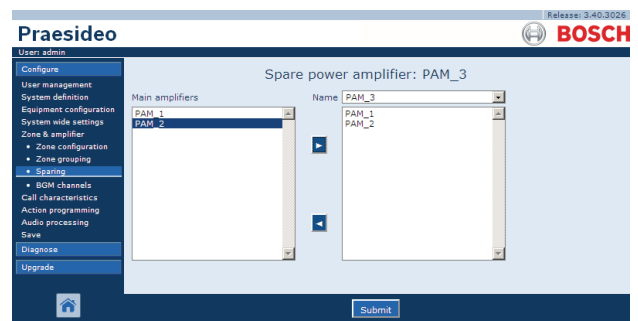 Release: 3.40.3026
Praesideo
BOSCH
User: admin
Configure
User management
System definition
Equipment configuration
System wide settings
Zone & amplifier
• Zone configuration
• Zone grouping
• Sparing
• BGM channels
Call characteristics
Action programming
Audio processing
Save
Diagnose
Upgrade
Spare power amplifier: PAM_3
Main amplifiers
PAM_1
PAM_2
Name PAM_3
PAM_1
PAM_2
Submit